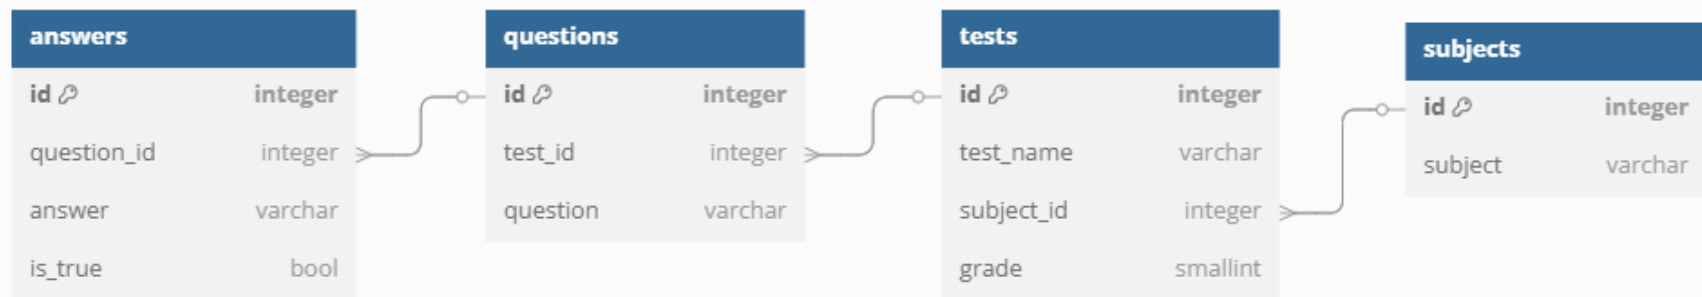 answers
id integer
question_id integer
answer varchar
is_true bool
questions
id integer
test_id integer
question varchar
tests
id integer
test_name varchar
subject_id integer
grade smallint
subjects
id integer
subject varchar